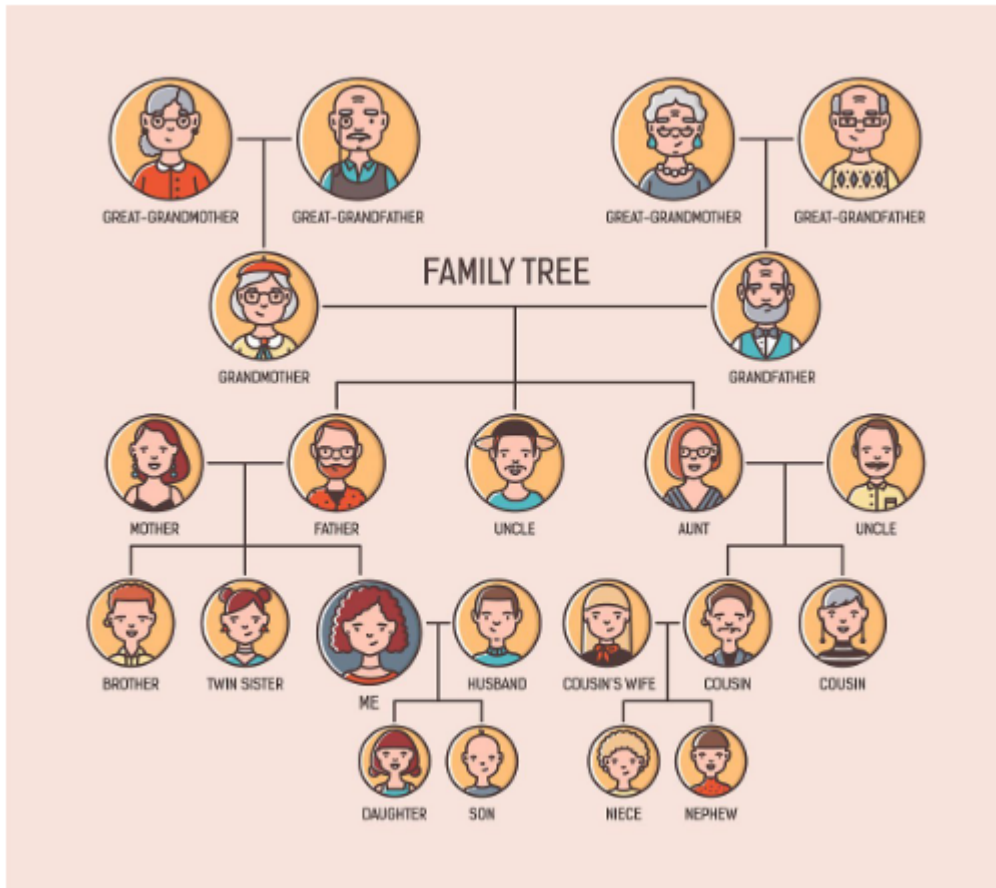 GREAT-GRANDMOTHER GREAT-GRANDFATHER GREAT-GRANDMOTHER GREAT-GRANDFATHER
FAMILY TREE
GRANDMOTHER GRANDFATHER
MOTHER FATHER UNCLE AUNT UNCLE
BROTHER TWIN SISTER ME HUSBAND COUSIN'S WIFE COUSIN COUSIN
DAUGHTER SON NIECE NEPHEW